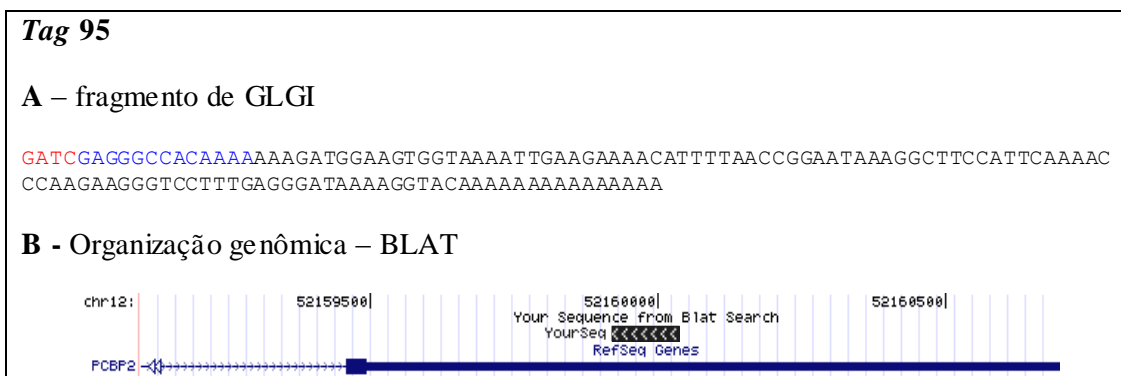 Tag 95
A – fragmento de GLGI
GATCGAGGGCCACAAAAAAAGATGGAAGTGGTAAAATTGAAGAAAACATTTTAACCGGAATAAAGGCTTCCATTCAAAAC
CCAAGAAGGGTCCTTTGAGGGATAAAAGGTACAAAAAAAAAAAAAAA
B - Organização genômica – BLAT
chr12: 52159500| 52160000| 52160500|
Your Sequence from Blat Search
YourSeq
RefSeq Genes
PCBP2